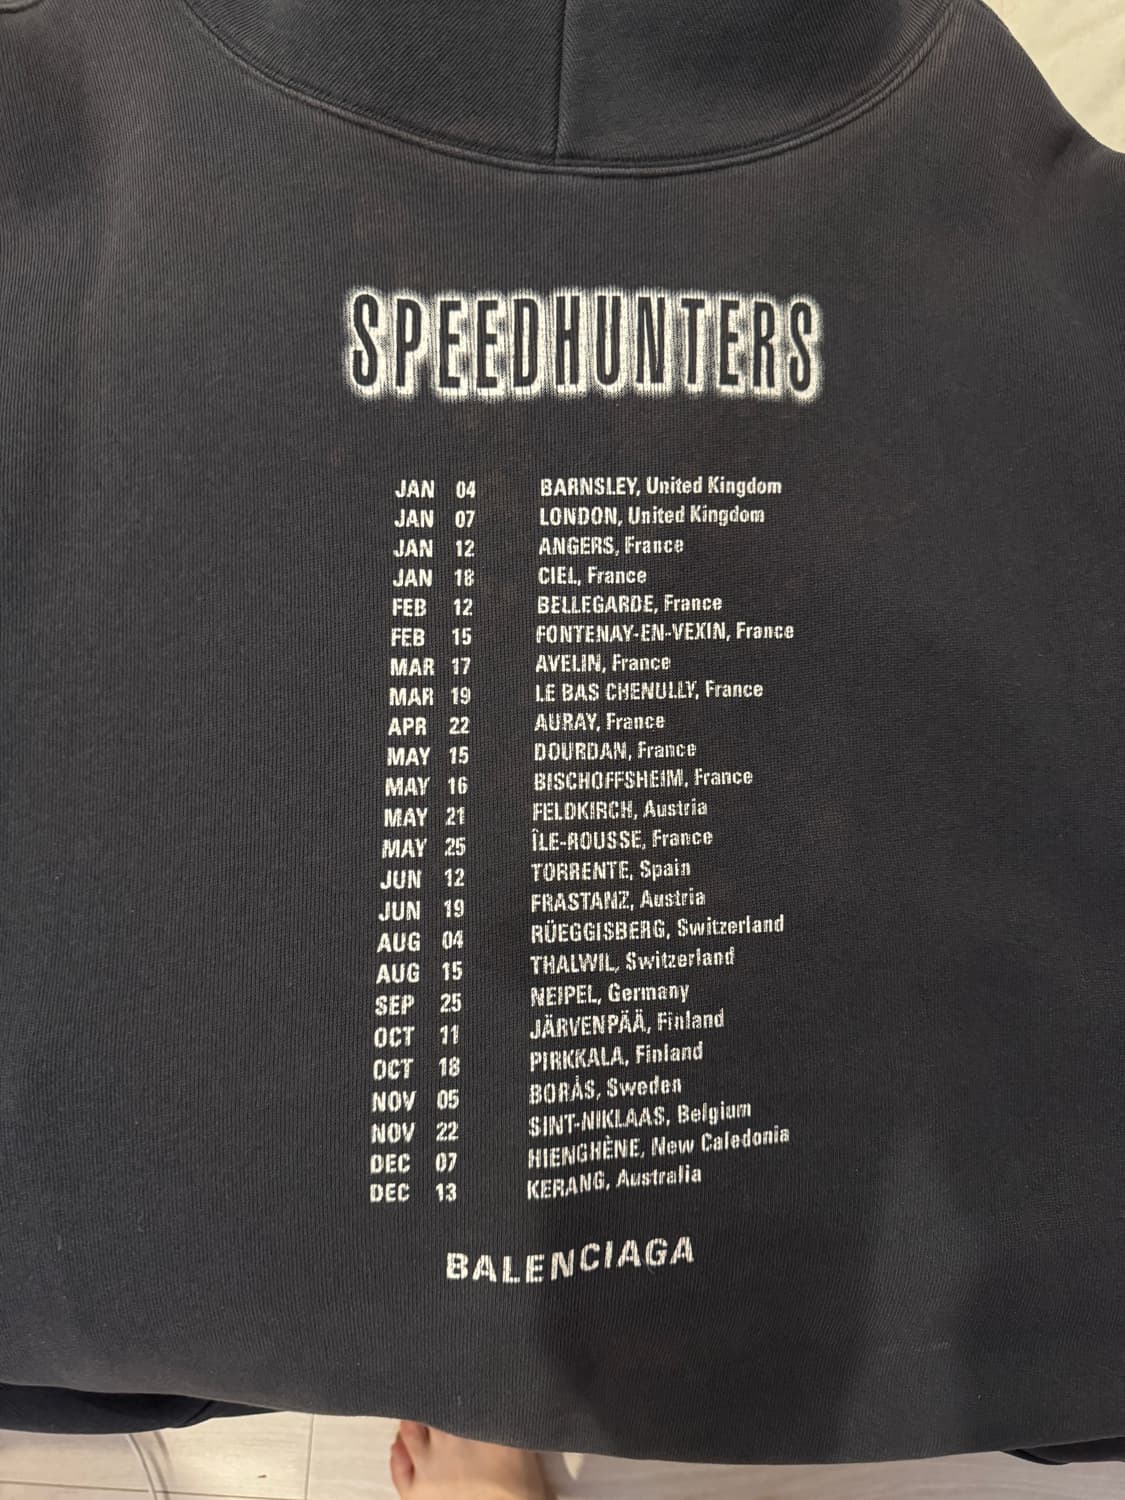 SPEEDHUNTERS
JAN 04 BARNSLEY, United Kingdom
JAN 07 LONDON, United Kingdom
JAN 12 ANGERS, France
JAN 18 CIEL, France
FEB 12 BELLEGARDE, France
FEB 15 FONTENAY-EN-VEXIN, France
MAR 17 AVELIN, France
MAR 19 LE BAS CHENULLY, France
APR 22 AURAY, France
MAY 15 DOURDAN, France
MAY 16 BISCHOFFSHEIM, France
MAY 21 FELDKIRCH, Austria
MAY 25 ÎLE-ROUSSE, France
JUN 12 TORRENTE, Spain
JUN 19 FRASTANZ, Austria
AUG 04 RÜEGGISBERG, Switzerland
AUG 15 THALWIL, Switzerland
SEP 25 NEIPEL, Germany
OCT 11 JÄRVENPÄÄ, Finland
OCT 18 PIRKKALA, Finland
NOV 05 BORÅS, Sweden
NOV 22 SINT-NIKLAAS, Belgium
DEC 07 HIENGHÈNE, New Caledonia
DEC 13 KERANG, Australia
BALENCIAGA